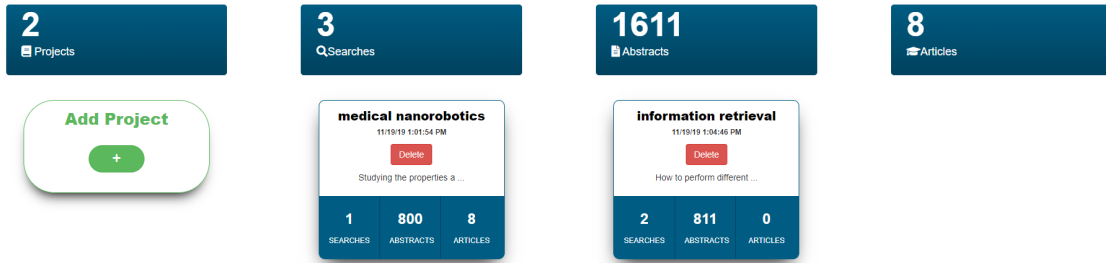 2
Projects
3
Searches
1611
Abstracts
8
Articles
Add Project
+
medical nanorobotics
11/19/19 1:01:54 PM
Delete
Studying the properties a ...
1 800 8
SEARCHES ABSTRACTS ARTICLES
information retrieval
11/19/19 1:04:46 PM
Delete
How to perform different ...
2 811 0
SEARCHES ABSTRACTS ARTICLES